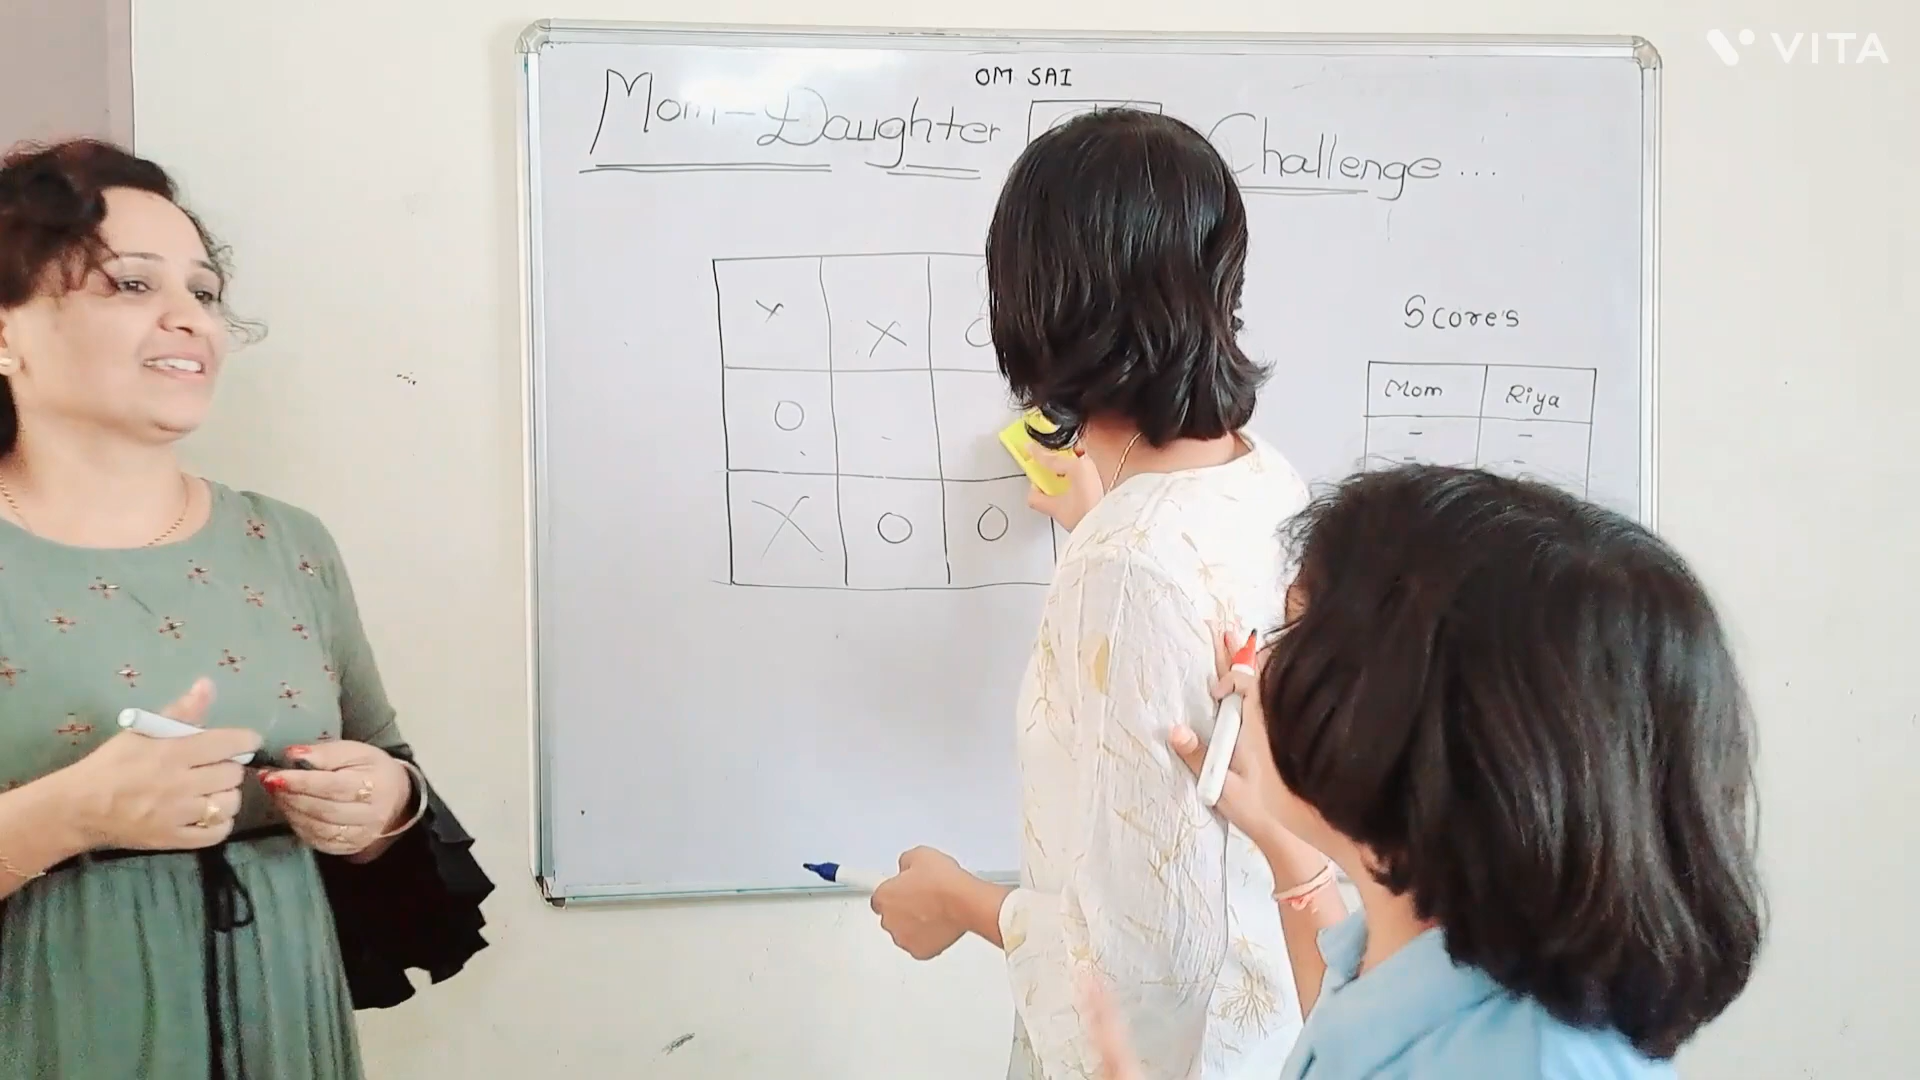 VITA
OM SAI
Mom-Daughter Challenge...
X X O
O
X O O
Score's
Mom Riya
- -
- -